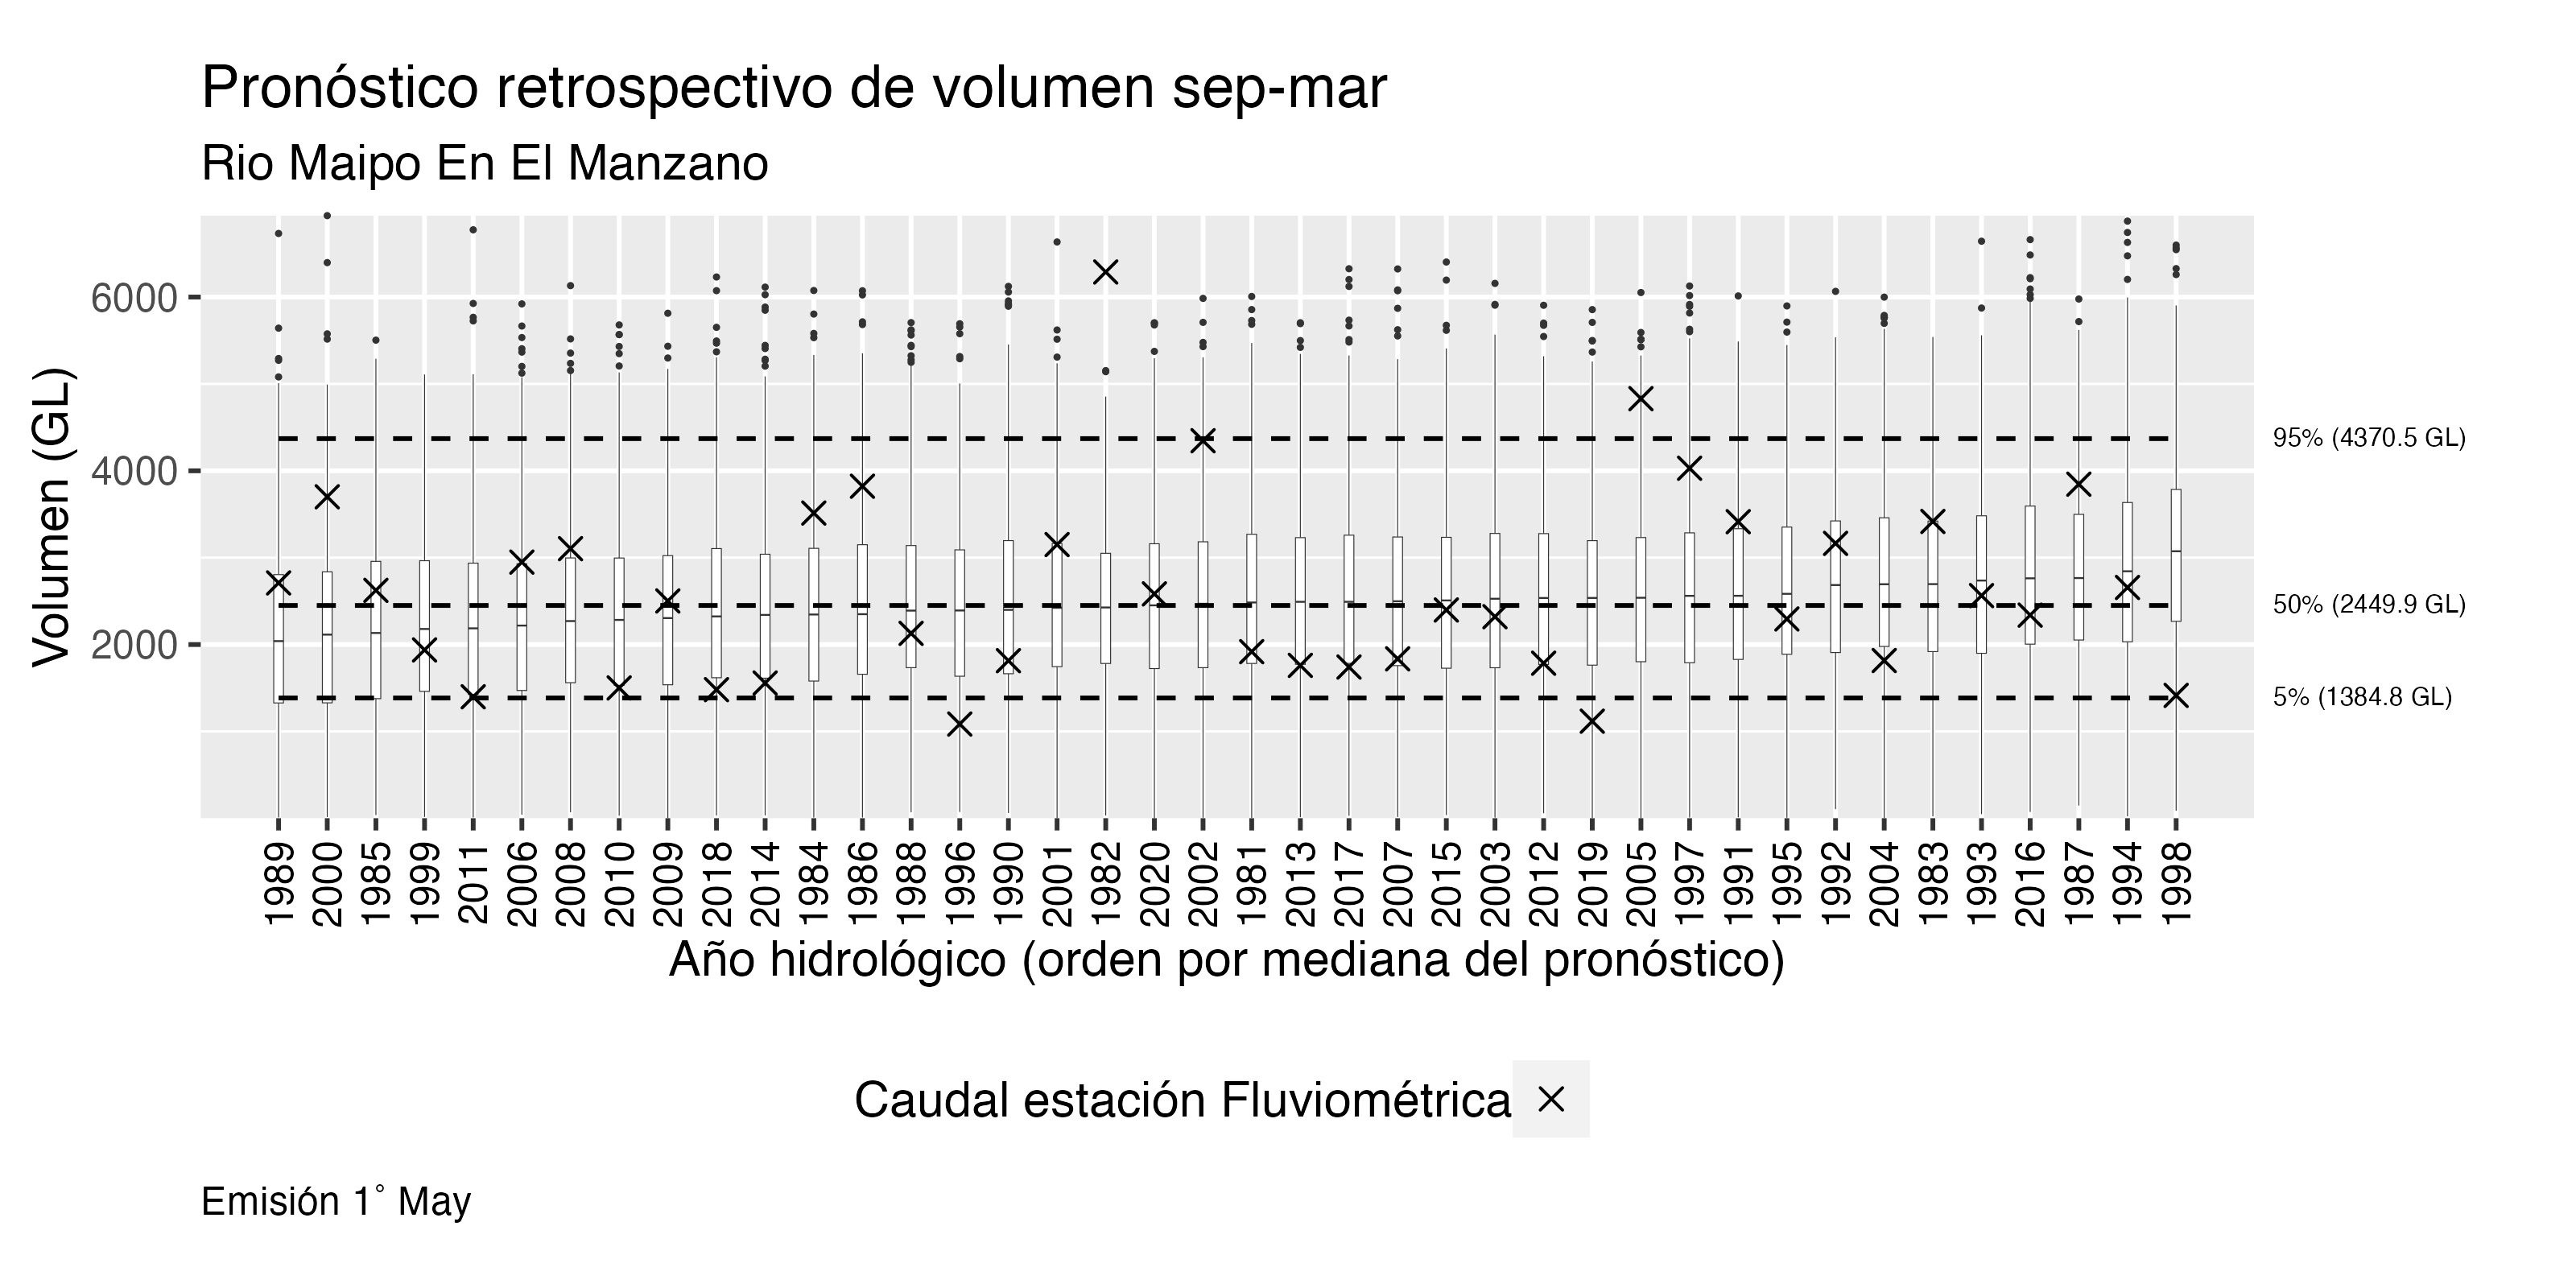 Pronóstico retrospectivo de volumen sep-mar
Rio Maipo En El Manzano
Volumen (GL)
6000
4000
2000
95% (4370.5 GL)
50% (2449.9 GL)
5% (1384.8 GL)
1989 2000 1985 1999 2011 2006 2008 2010 2009 2018 2014 1984 1986 1988 1996 1990 2001 1982 2020 2002 1981 2013 2017 2007 2015 2003 2012 2019 2005 1997 1991 1995 1992 2004 1983 1993 2016 1987 1994 1998
Año hidrológico (orden por mediana del pronóstico)
Caudal estación Fluviométrica
Emisión 1° May